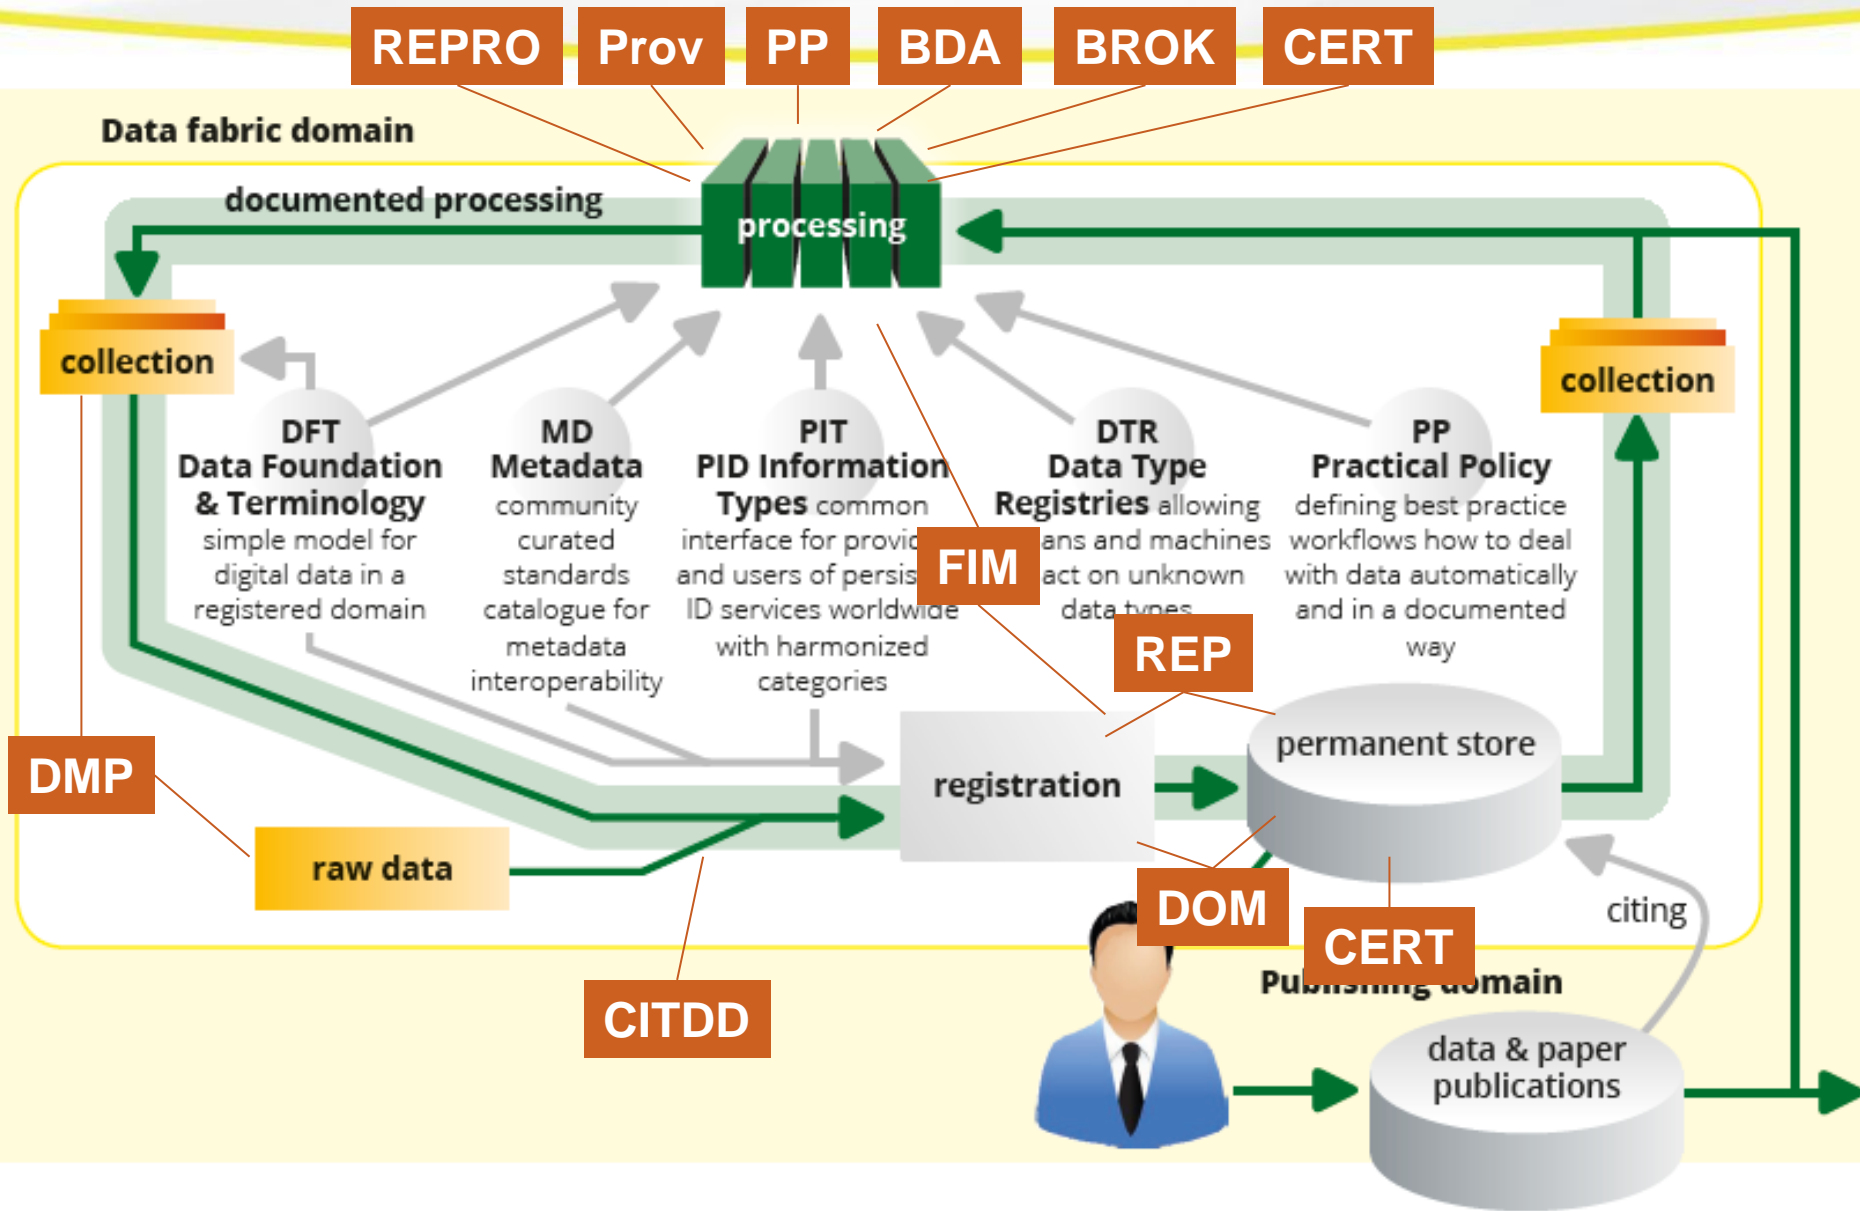 REPRO Prov PP BDA BROK CERT
Data fabric domain
documented processing
processing
collection
collection
DFT
Data Foundation
& Terminology
simple model for
digital data in a
registered domain
MD
Metadata
community
curated
standards
catalogue for
metadata
interoperability
PIT
PID Information
Types common
interface for
and users of
ID services worldwide
with harmonized
categories
DTR
Data Type
Registries allowing
and machines
act on unknown
data types
PP
Practical Policy
defining best practice
workflows how to deal
with data automatically
and in a documented
way
FIM
REP
DMP
registration
permanent store
raw data
DOM
CERT
citing
CITDD
Publishing domain
data & paper
publications